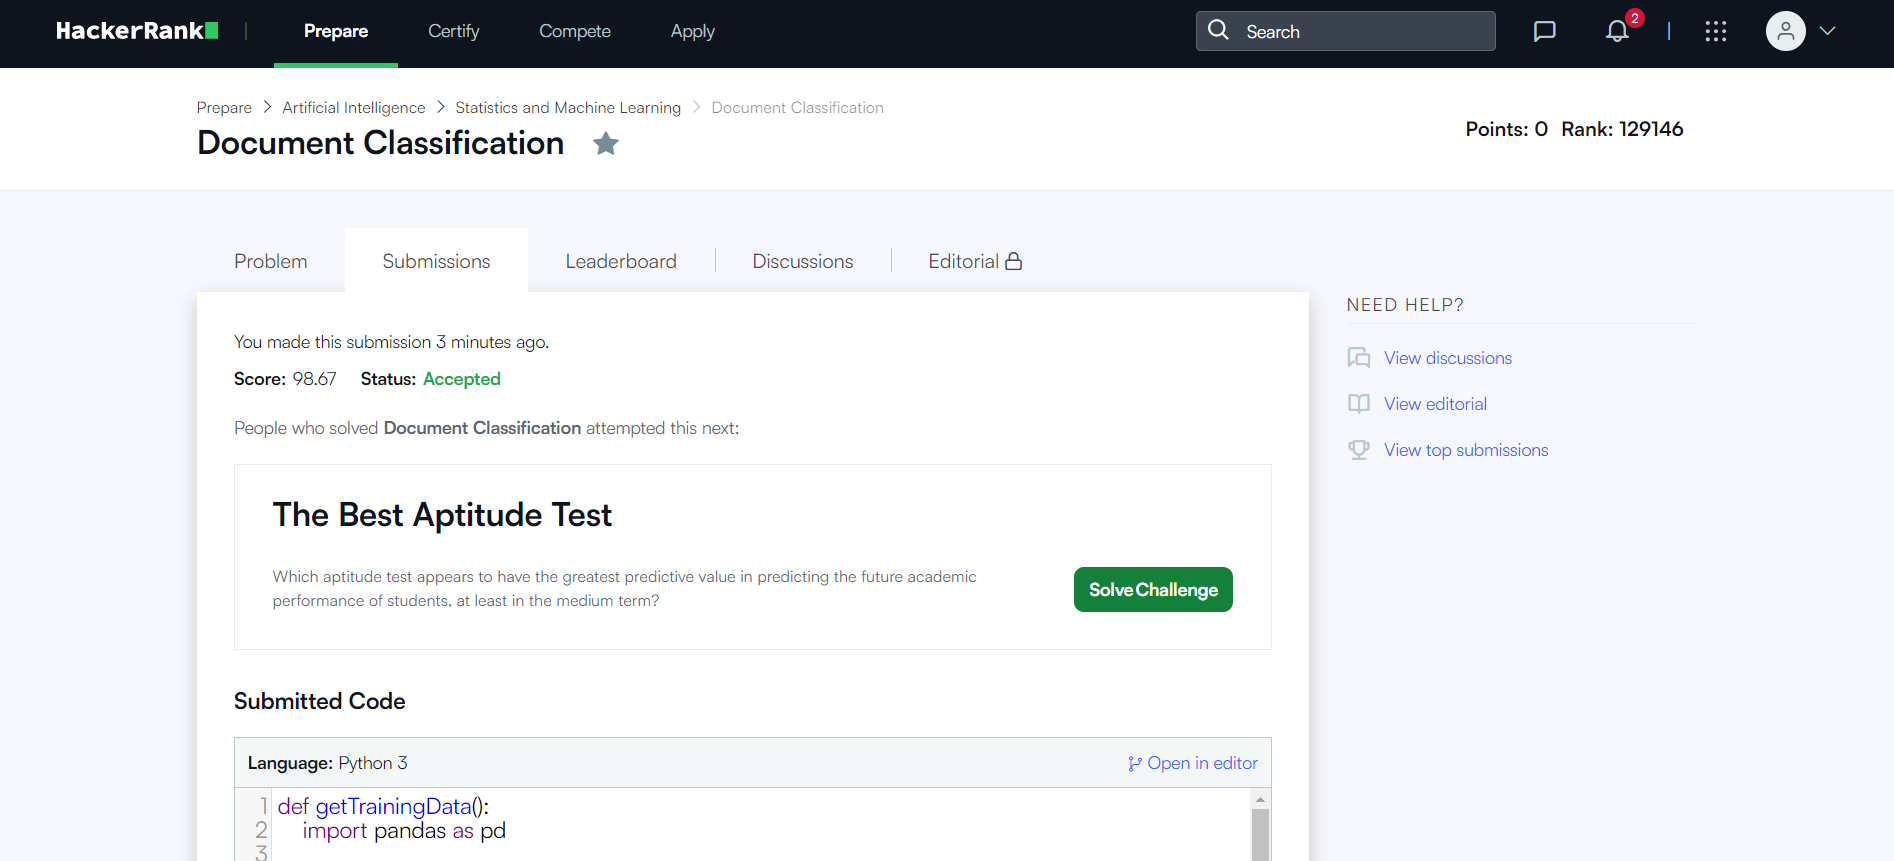 HackerRank Prepare Certify Compete Apply Search 2
Prepare > Artificial Intelligence > Statistics and Machine Learning > Document Classification
Document Classification
Points: 0 Rank: 129146
Problem Submissions Leaderboard Discussions Editorial
You made this submission 3 minutes ago.
Score: 98.67 Status: Accepted
People who solved Document Classification attempted this next:
The Best Aptitude Test
Which aptitude test appears to have the greatest predictive value in predicting the future academic
performance of students, at least in the medium term?
Solve Challenge
Submitted Code
Language: Python 3 Open in editor
1 def getTrainingData():
2 import pandas as pd
3
NEED HELP?
View discussions
View editorial
View top submissions